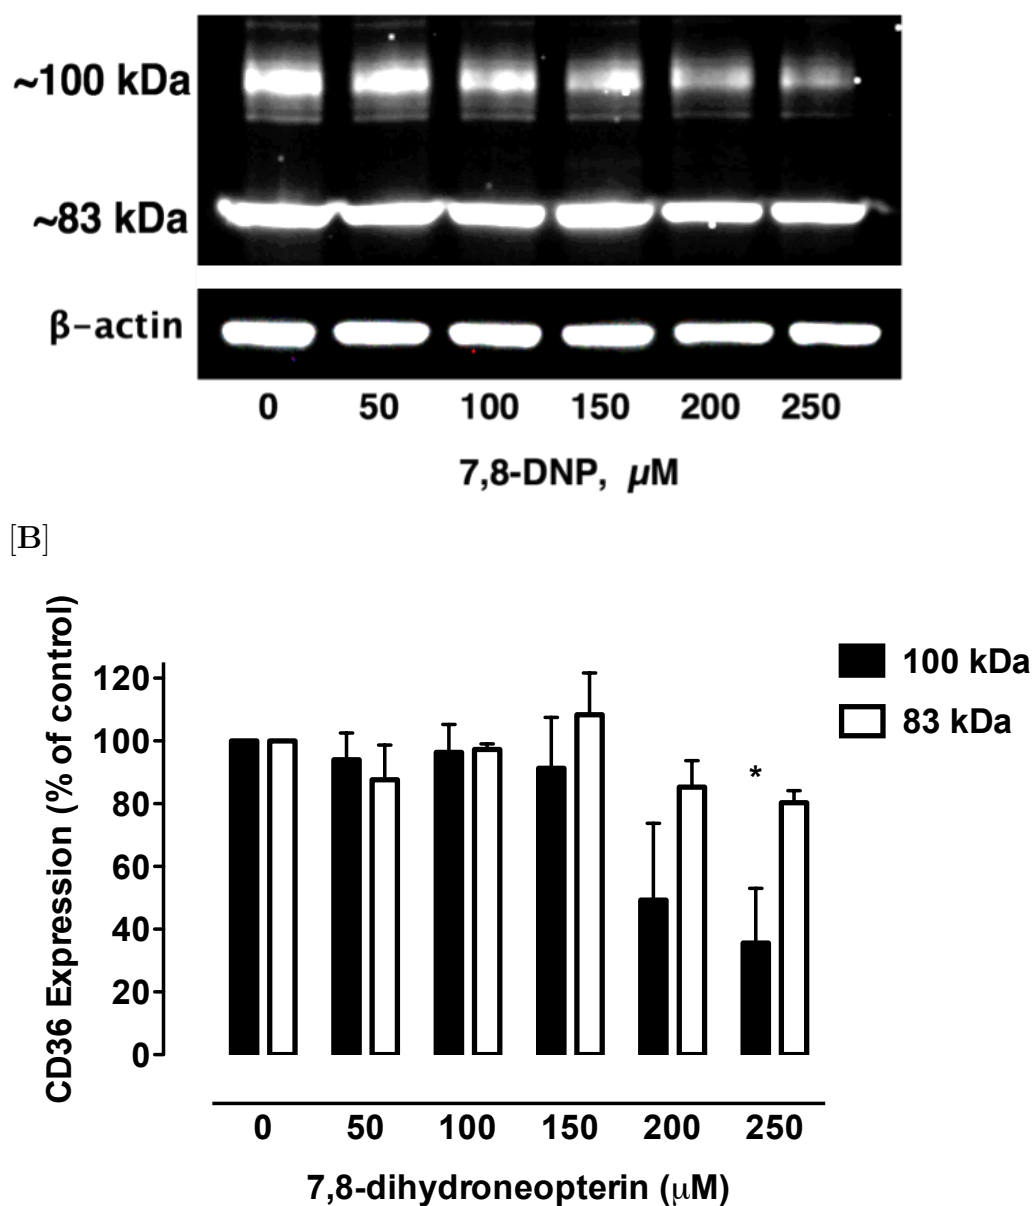 ~100 kDa
~83 kDa
β-actin
0 50 100 150 200 250
7,8-DNP, µM
[B]
CD36 Expression (% of control)
120
100
80
60
40
20
0
*
100 kDa
83 kDa
0 50 100 150 200 250
7,8-dihydroneopterin (μM)